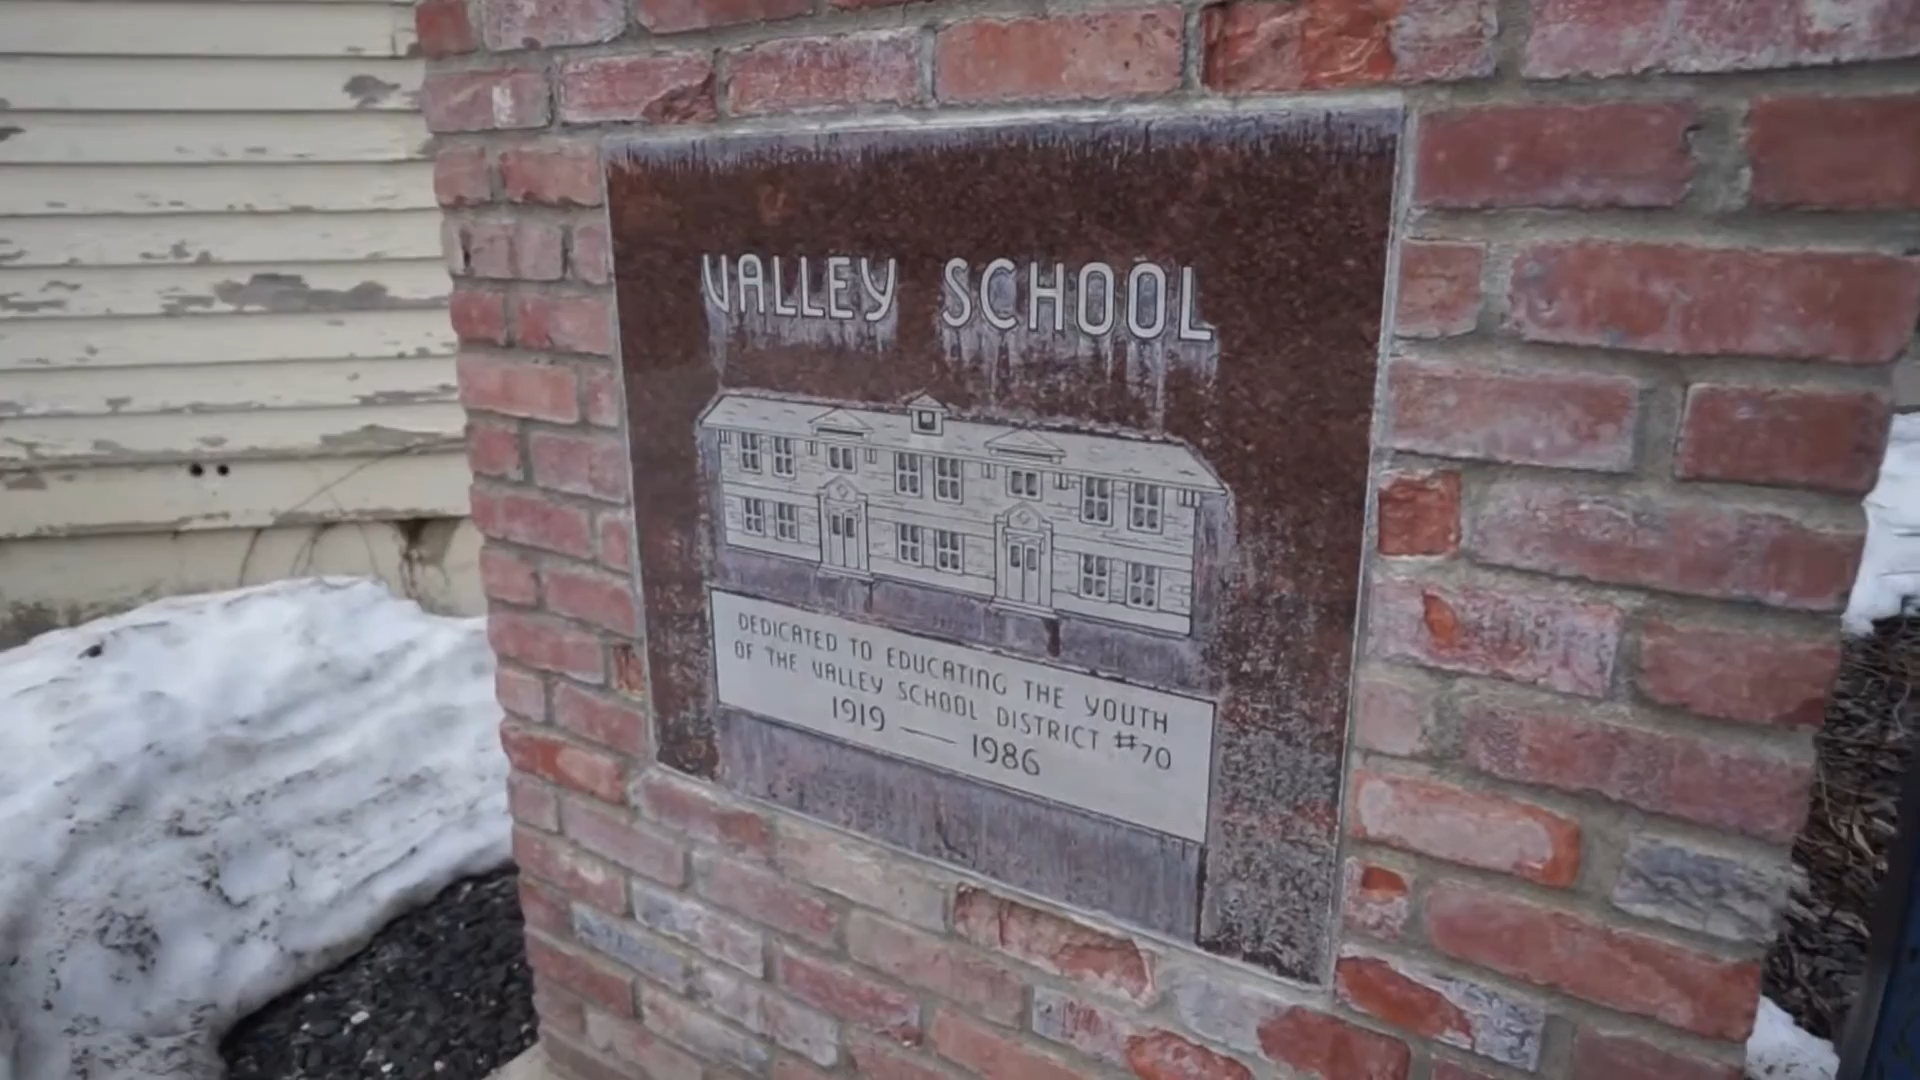 VALLEY SCHOOL
DEDICATED TO EDUCATING THE YOUTH
OF THE VALLEY SCHOOL DISTRICT #70
1919 — 1986